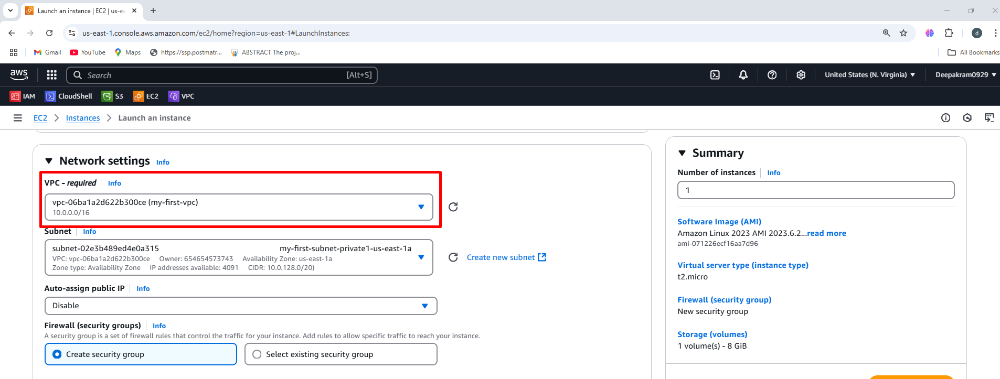 Launch an instance | EC2 | us-ea
us-east-1.console.aws.amazon.com/ec2/home?region=us-east-1#LaunchInstances:
d
Gmail
YouTube
Maps
https://ssp.postmatr...
ABSTRACT The proj...
All Bookmarks
aws
Search
[Alt+S]
United States (N. Virginia)
Deepakram0929
IAM
CloudShell
S3
EC2
VPC
EC2
Instances
Launch an instance
Network settings Info
VPC - required Info
vpc-06ba1a2d622b300ce (my-first-vpc)
10.0.0.0/16
Subnet Info
subnet-02e3b489ed4e0a315 my-first-subnet-private1-us-east-1a
VPC: vpc-06ba1a2d622b300ce Owner: 654654573743 Availability Zone: us-east-1a
Zone type: Availability Zone IP addresses available: 4091 CIDR: 10.0.128.0/20)
Create new subnet
Auto-assign public IP Info
Disable
Firewall (security groups) Info
A security group is a set of firewall rules that control the traffic for your instance. Add rules to allow specific traffic to reach your instance.
Create security group
Select existing security group
Summary
Number of instances Info
1
Software Image (AMI)
Amazon Linux 2023 AMI 2023.6.2...read more
ami-071226ecf16aa7d96
Virtual server type (instance type)
t2.micro
Firewall (security group)
New security group
Storage (volumes)
1 volume(s) - 8 GiB